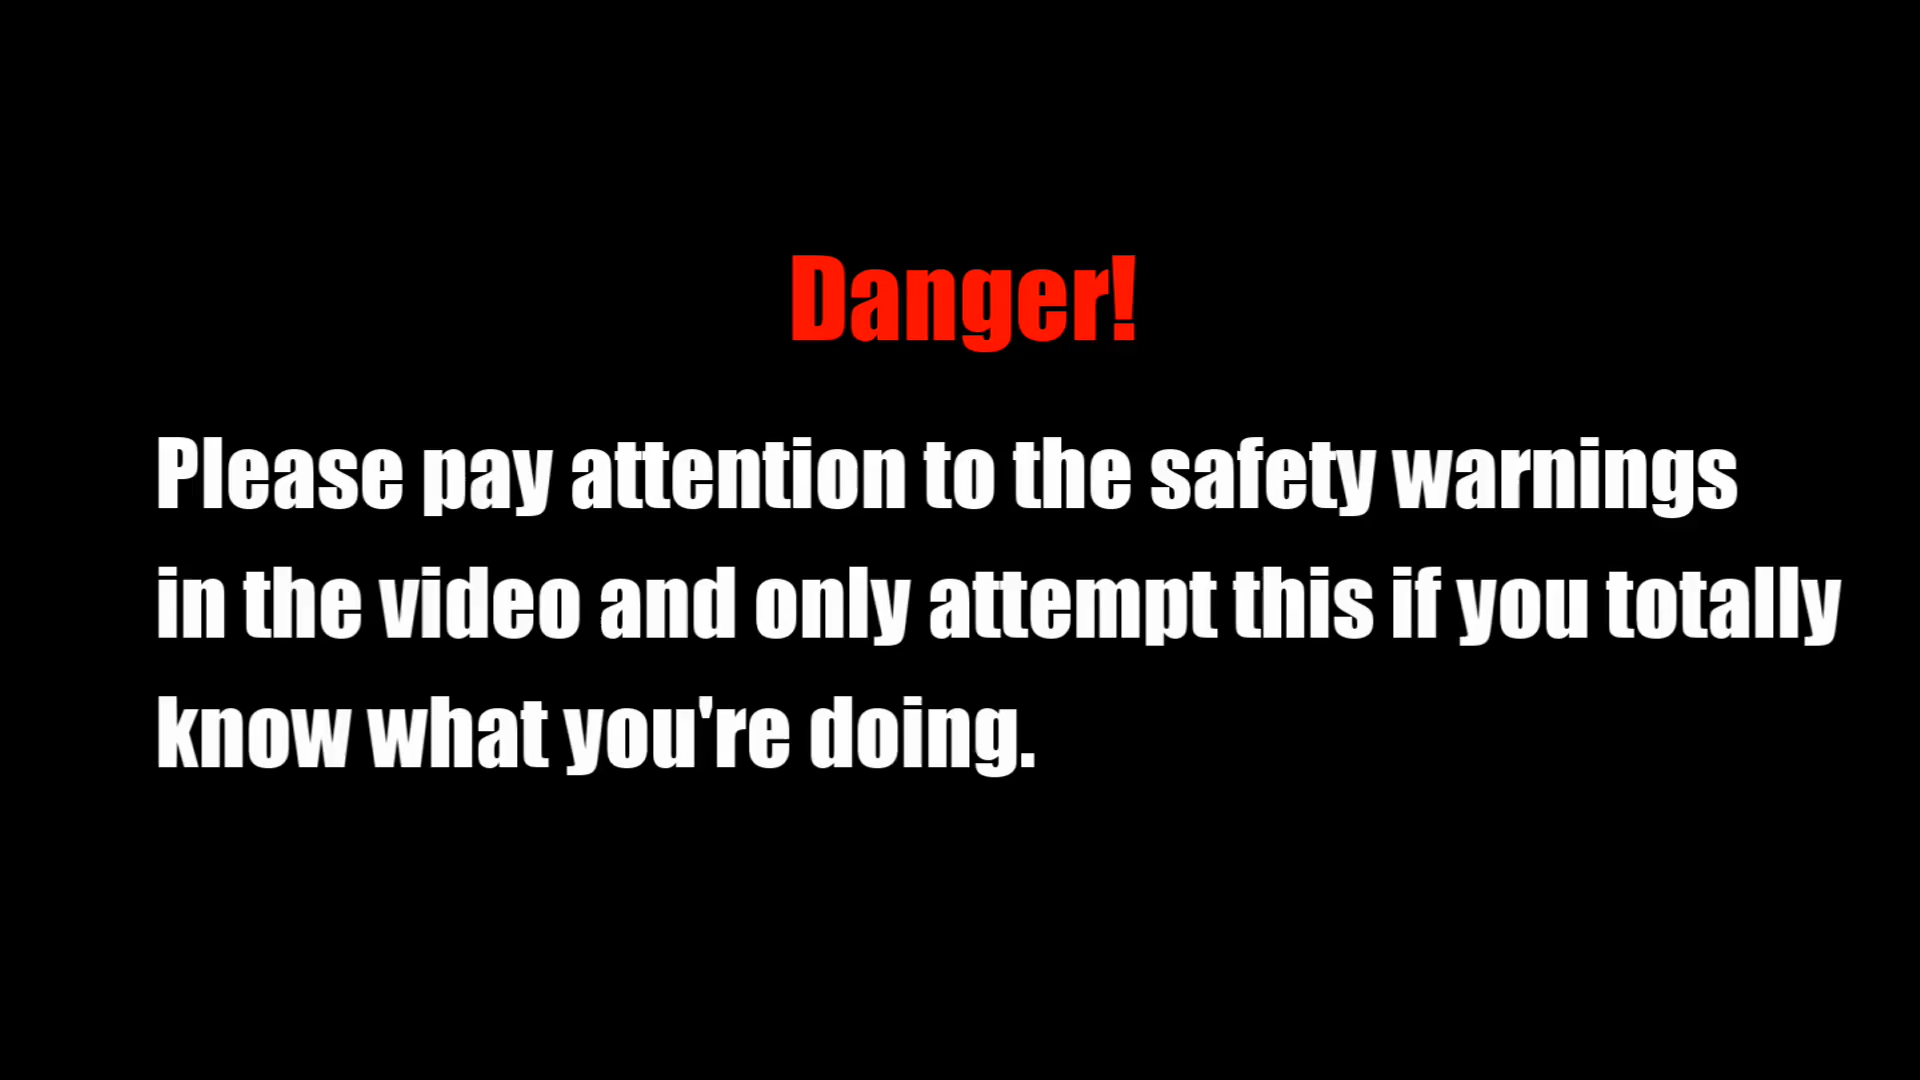 Danger!
Please pay attention to the safety warnings
in the video and only attempt this if you totally
know what you're doing.